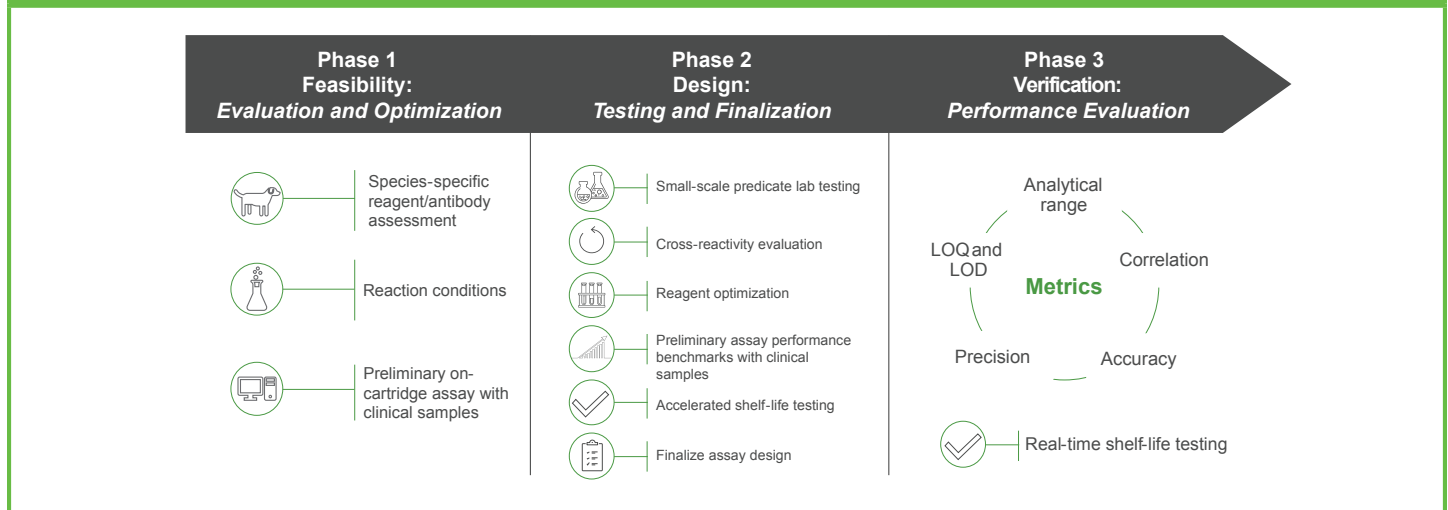 Phase 1
Feasibility:
Evaluation and Optimization
Species-specific
reagent/antibody
assessment
Reaction conditions
Preliminary on-
cartridge assay with
clinical samples
Phase 2
Design:
Testing and Finalization
Small-scale predicate lab testing
Cross-reactivity evaluation
Reagent optimization
Preliminary assay performance
benchmarks with clinical
samples
Accelerated shelf-life testing
Finalize assay design
Phase 3
Verification:
Performance Evaluation
Analytical
range
LOQ and
LOD
Correlation
Metrics
Precision
Accuracy
Real-time shelf-life testing